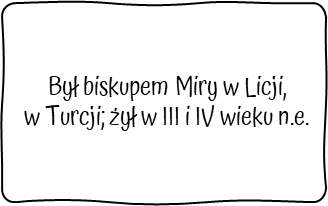 Był biskupem Miry w Licji,
w Turcji; żył w III i IV wieku n.e.